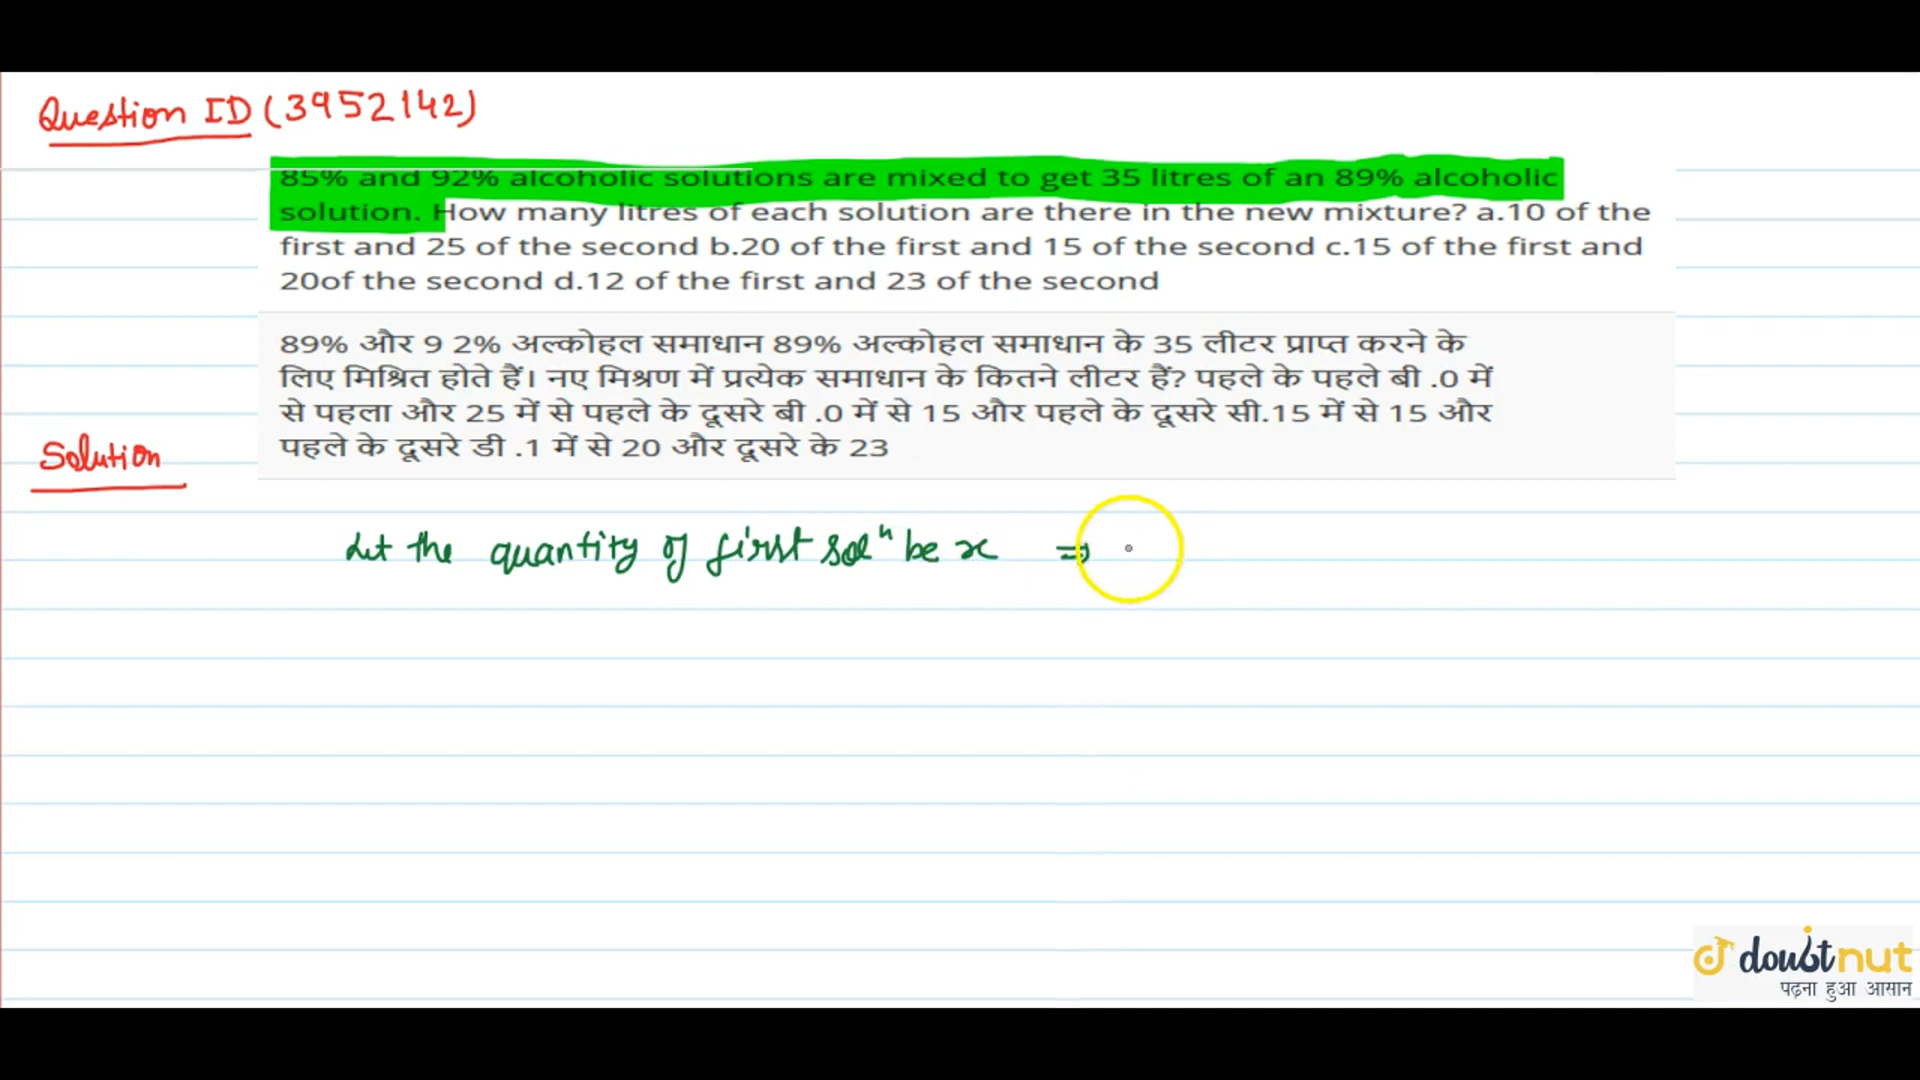 Question ID (3952142)
85% and 92% alcoholic solutions are mixed to get 35 litres of an 89% alcoholic
solution. How many litres of each solution are there in the new mixture? a.10 of the
first and 25 of the second b.20 of the first and 15 of the second c.15 of the first and
20of the second d.12 of the first and 23 of the second
89% और 9 2% अल्कोहल समाधान 89% अल्कोहल समाधान के 35 लीटर प्राप्त करने के
लिए मिश्रित होते हैं। नए मिश्रण में प्रत्येक समाधान के कितने लीटर हैं? पहले के पहले बी .0 में
से पहला और 25 में से पहले के दूसरे बी .0 में से 15 और पहले के दूसरे सी.15 में से 15 और
पहले के दूसरे डी .1 में से 20 और दूसरे के 23
Solution
Let the quantity of first solⁿ be x ⇒
doubtnut
पढ़ना हुआ आसान